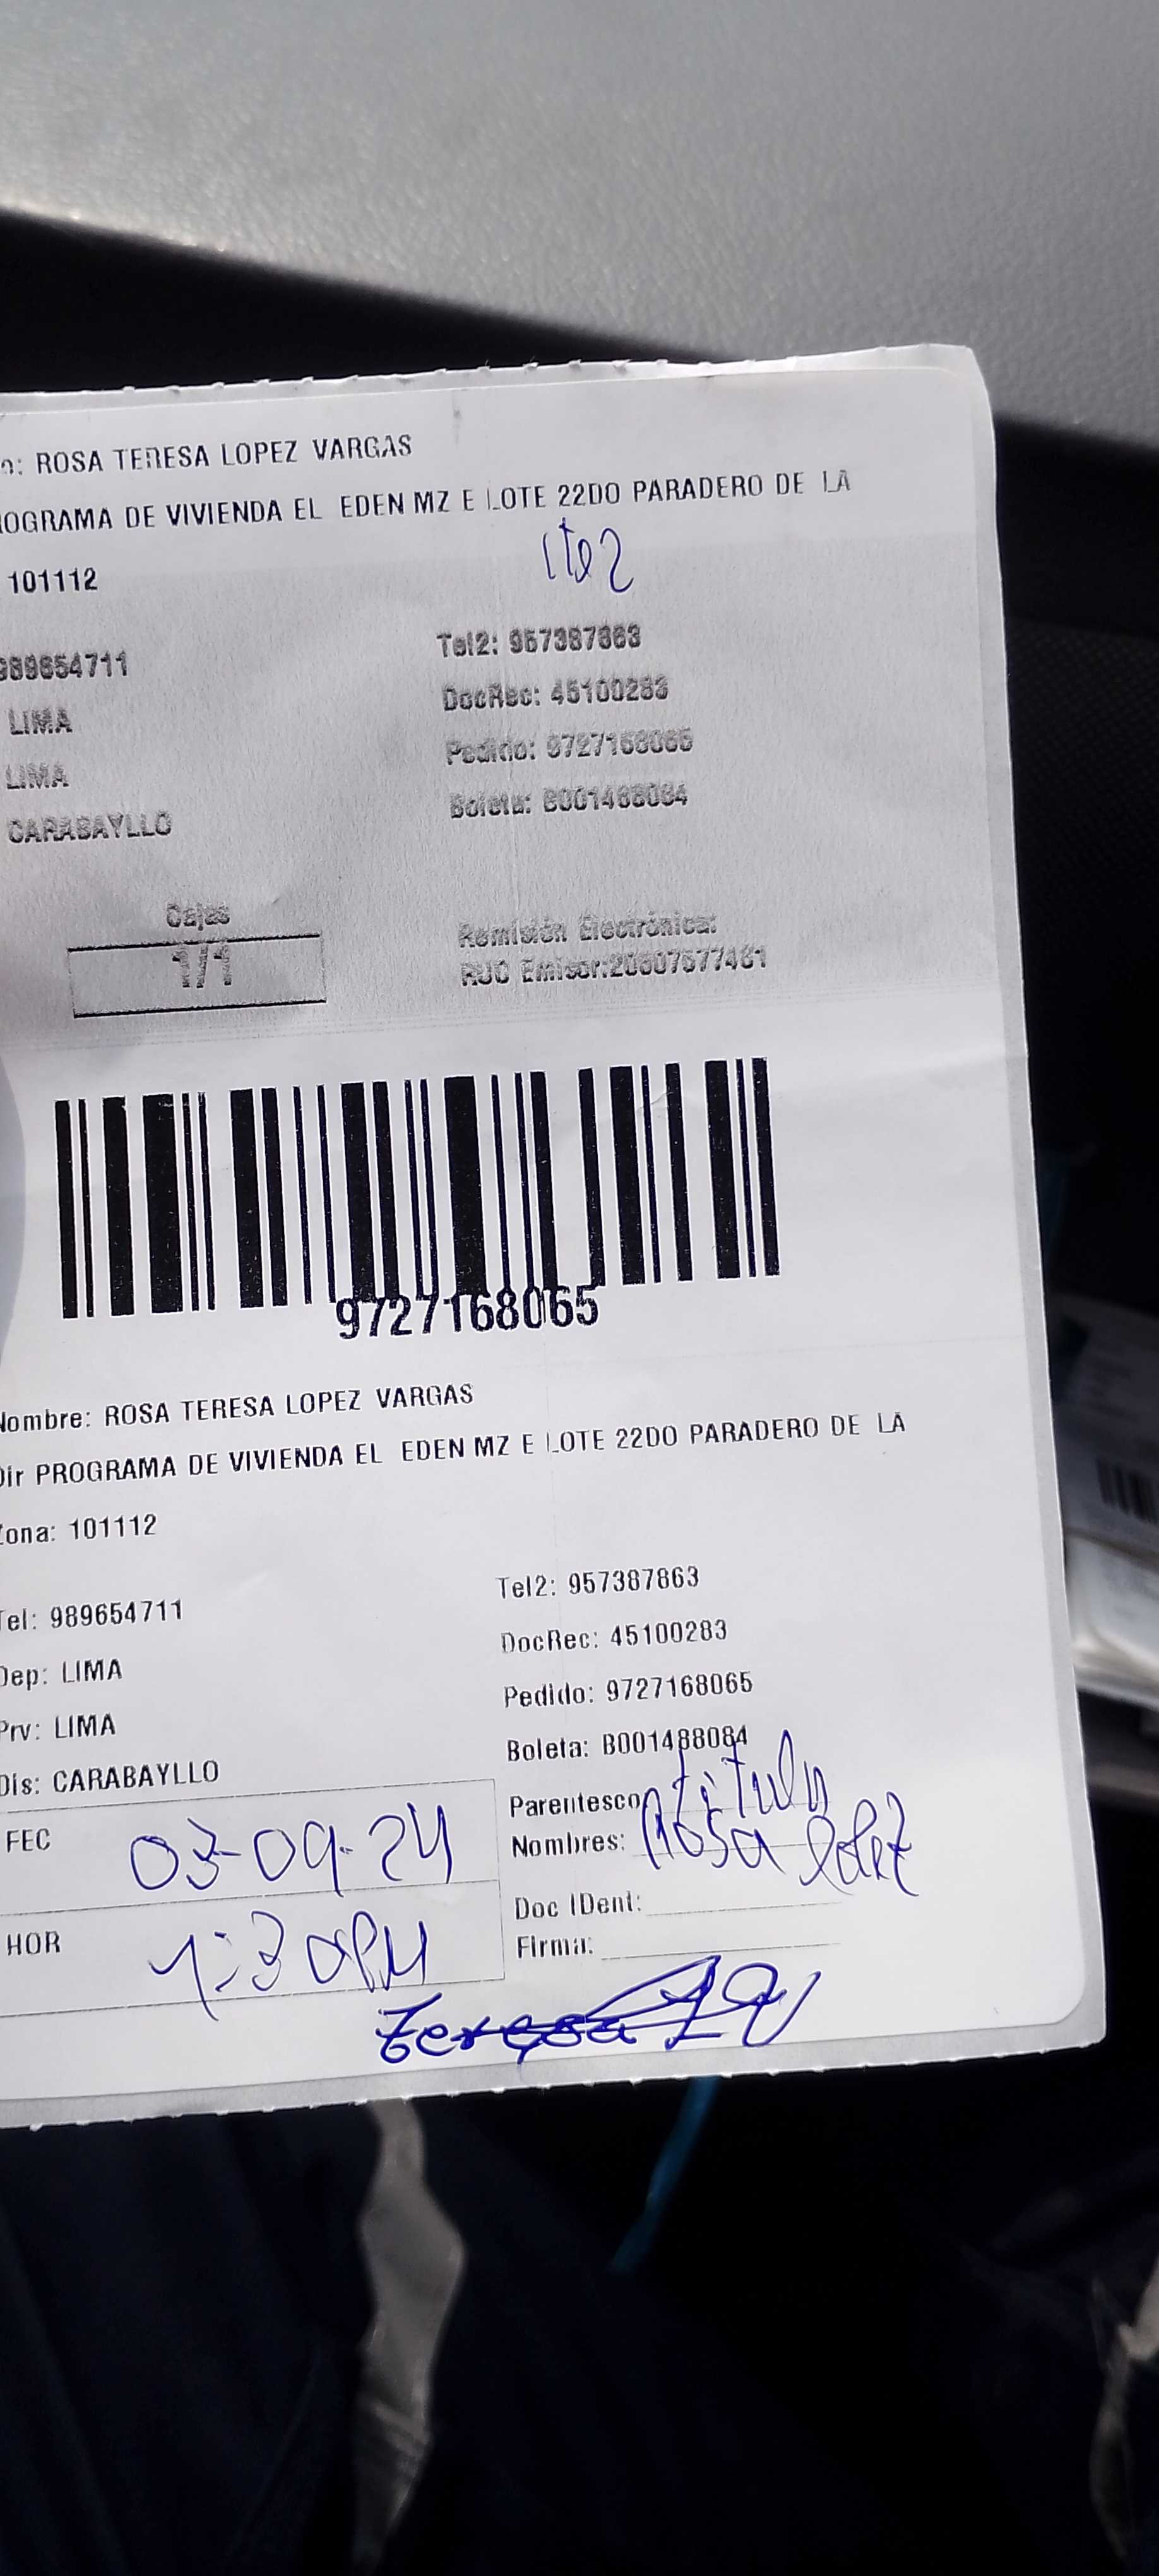 : ROSA TERESA LOPEZ VARGAS
OGRAMA DE VIVIENDA EL EDEN MZ E LOTE 22DO PARADERO DE LA
101112
989654711
Tel2: 957387863
LIMA
DocRec: 45100283
LIMA
Pedido: 9727168065
CARABAYLLO
Boleta: B001488084
Cajas
1/1
Remisión Electrónica:
RUC Emisor:20607577481
9727168065
Nombre: ROSA TERESA LOPEZ VARGAS
Dir PROGRAMA DE VIVIENDA EL EDEN MZ E LOTE 22DO PARADERO DE LA
Zona: 101112
Tel: 989654711
Tel2: 957387863
Dep: LIMA
DocRec: 45100283
Prv: LIMA
Pedido: 9727168065
Dis: CARABAYLLO
Boleta: B001488084
FEC 03-09-24
Parentesco
Nombres: Rosa Lopez
HOR 1:30PM
Doc IDent:
Firma:
Teresa